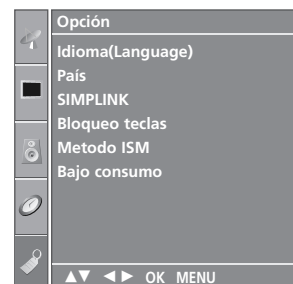 Opción
Idioma(Language)
País
SIMPLINK
Bloqueo teclas
Metodo ISM
Bajo consumo
▲▼ ◄► OK MENU